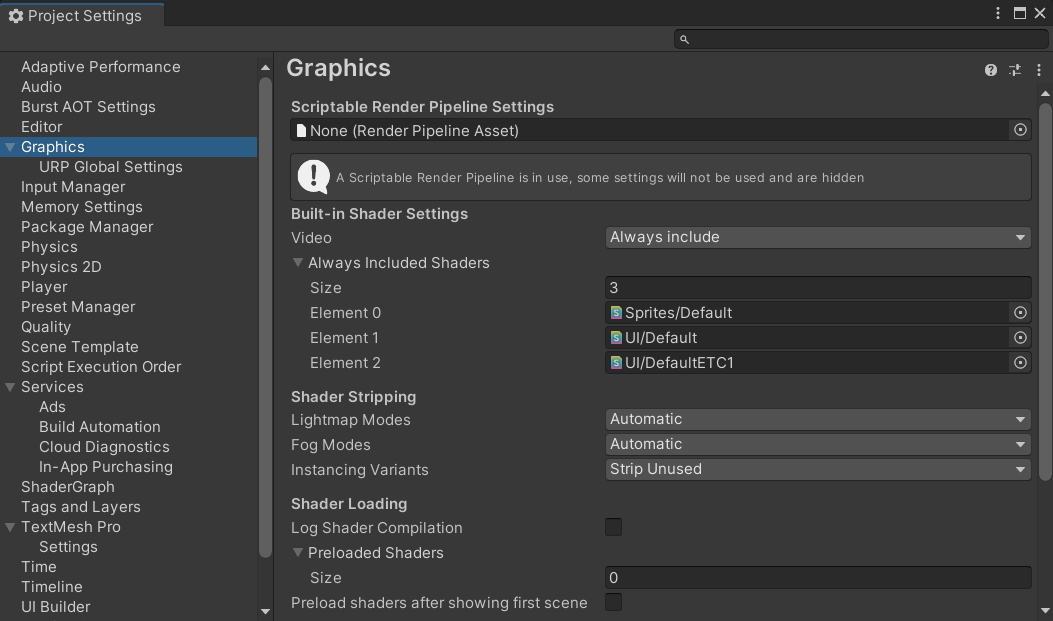 Project Settings
Adaptive Performance
Audio
Burst AOT Settings
Editor
Graphics
URP Global Settings
Input Manager
Memory Settings
Package Manager
Physics
Physics 2D
Player
Preset Manager
Quality
Scene Template
Script Execution Order
Services
Ads
Build Automation
Cloud Diagnostics
In-App Purchasing
ShaderGraph
Tags and Layers
TextMesh Pro
Settings
Time
Timeline
UI Builder
Graphics
Scriptable Render Pipeline Settings
None (Render Pipeline Asset)
A Scriptable Render Pipeline is in use, some settings will not be used and are hidden
Built-in Shader Settings
Video Always include
Always Included Shaders
Size 3
Element 0 Sprites/Default
Element 1 UI/Default
Element 2 UI/DefaultETC1
Shader Stripping
Lightmap Modes Automatic
Fog Modes Automatic
Instancing Variants Strip Unused
Shader Loading
Log Shader Compilation
Preloaded Shaders
Size 0
Preload shaders after showing first scene